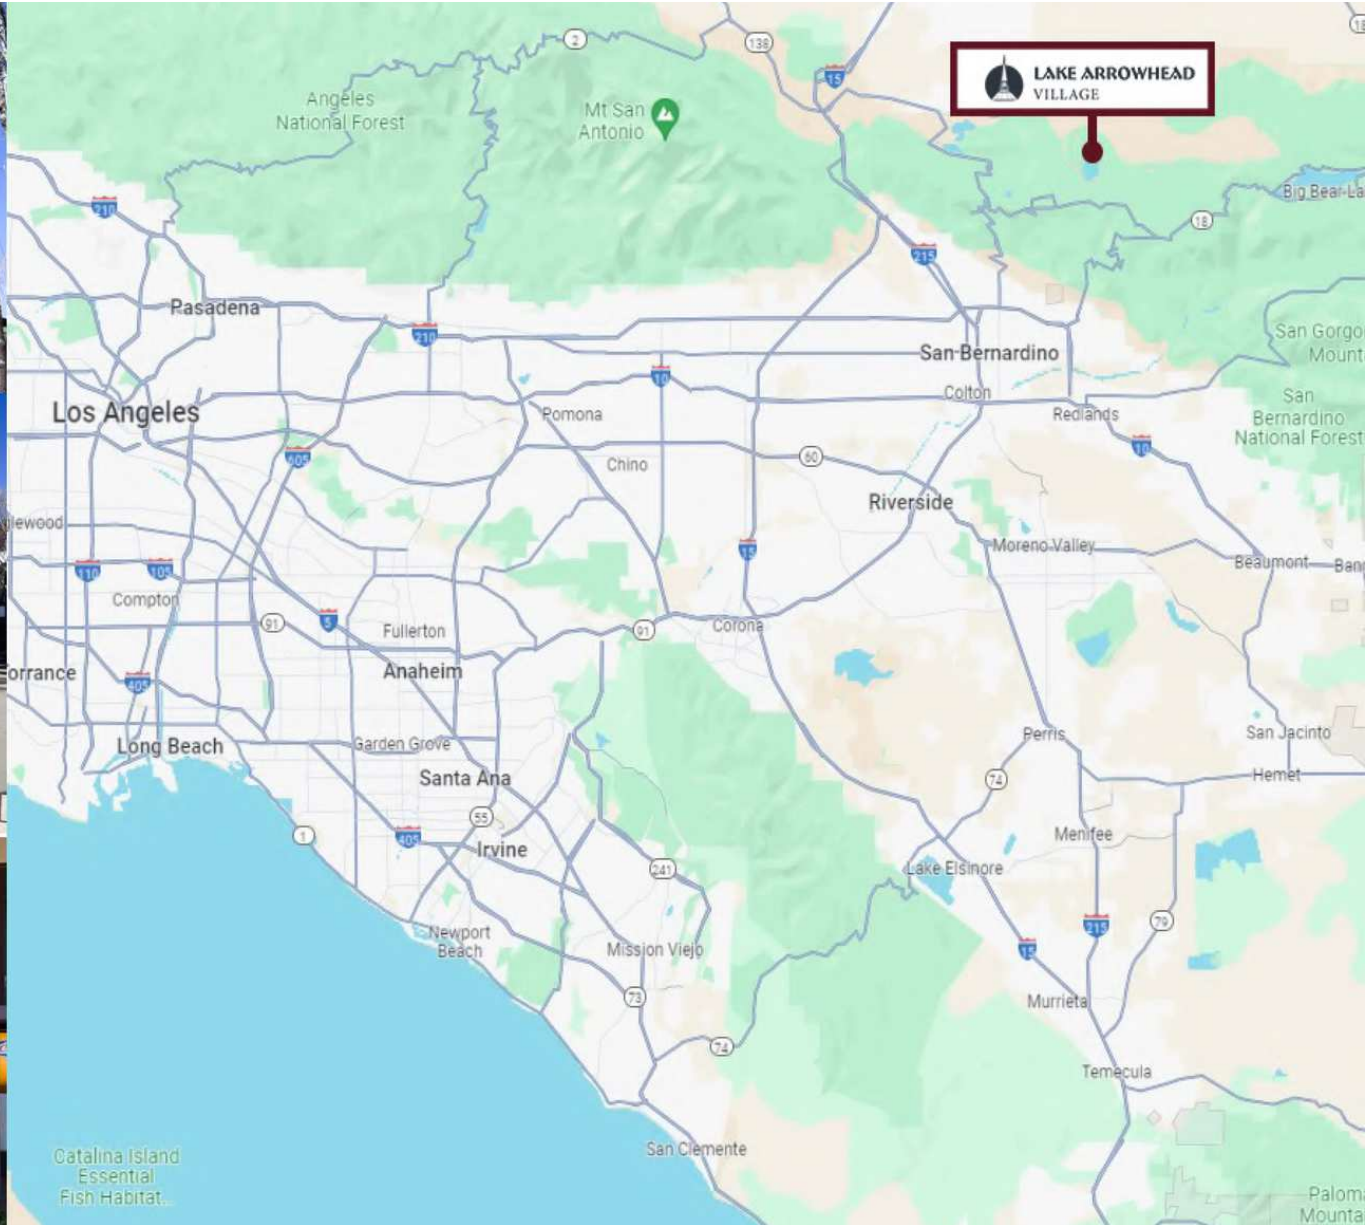 2
138
18
15
LAKE ARROWHEAD
VILLAGE
Angeles
National Forest
Mt San
Antonio
210
Big Bear La
18
215
Pasadena
210
San Gorgo
Mount
San Bernardino
10
Colton
San
Bernardino
National Forest
Los Angeles
Pomona
Redlands
10
605
Chino
60
Riverside
glewood
15
Moreno Valley
110
105
Beaumont
Bann
Compton
91
5
Fullerton
91
Corona
orrance
Anaheim
405
Long Beach
Garden Grove
Perris
San Jacinto
Santa Ana
74
Hemet
55
1
405
Irvine
Menifee
241
Lake Elsinore
Newport
Beach
Mission Viejo
79
215
15
73
Murrieta
74
Temecula
San Clemente
Catalina Island
Essential
Fish Habitat...
Paloma
Mounta